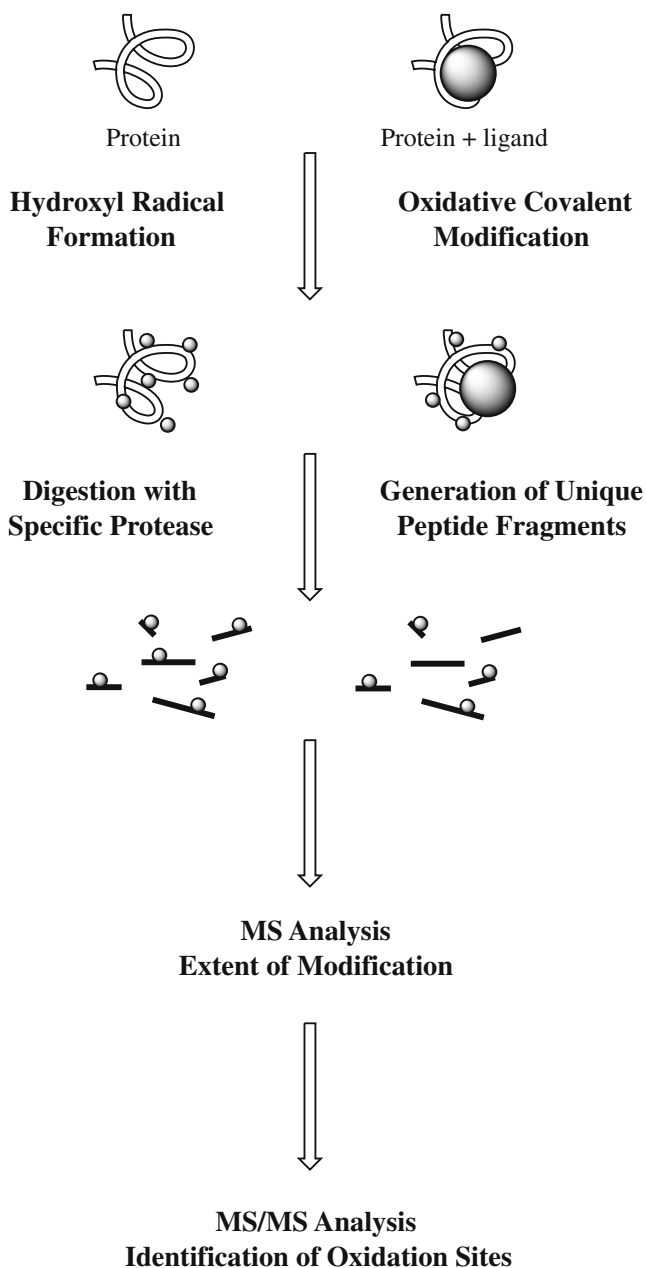 Protein
Protein + ligand
Hydroxyl Radical
Formation
Oxidative Covalent
Modification
Digestion with
Specific Protease
Generation of Unique
Peptide Fragments
MS Analysis
Extent of Modification
MS/MS Analysis
Identification of Oxidation Sites